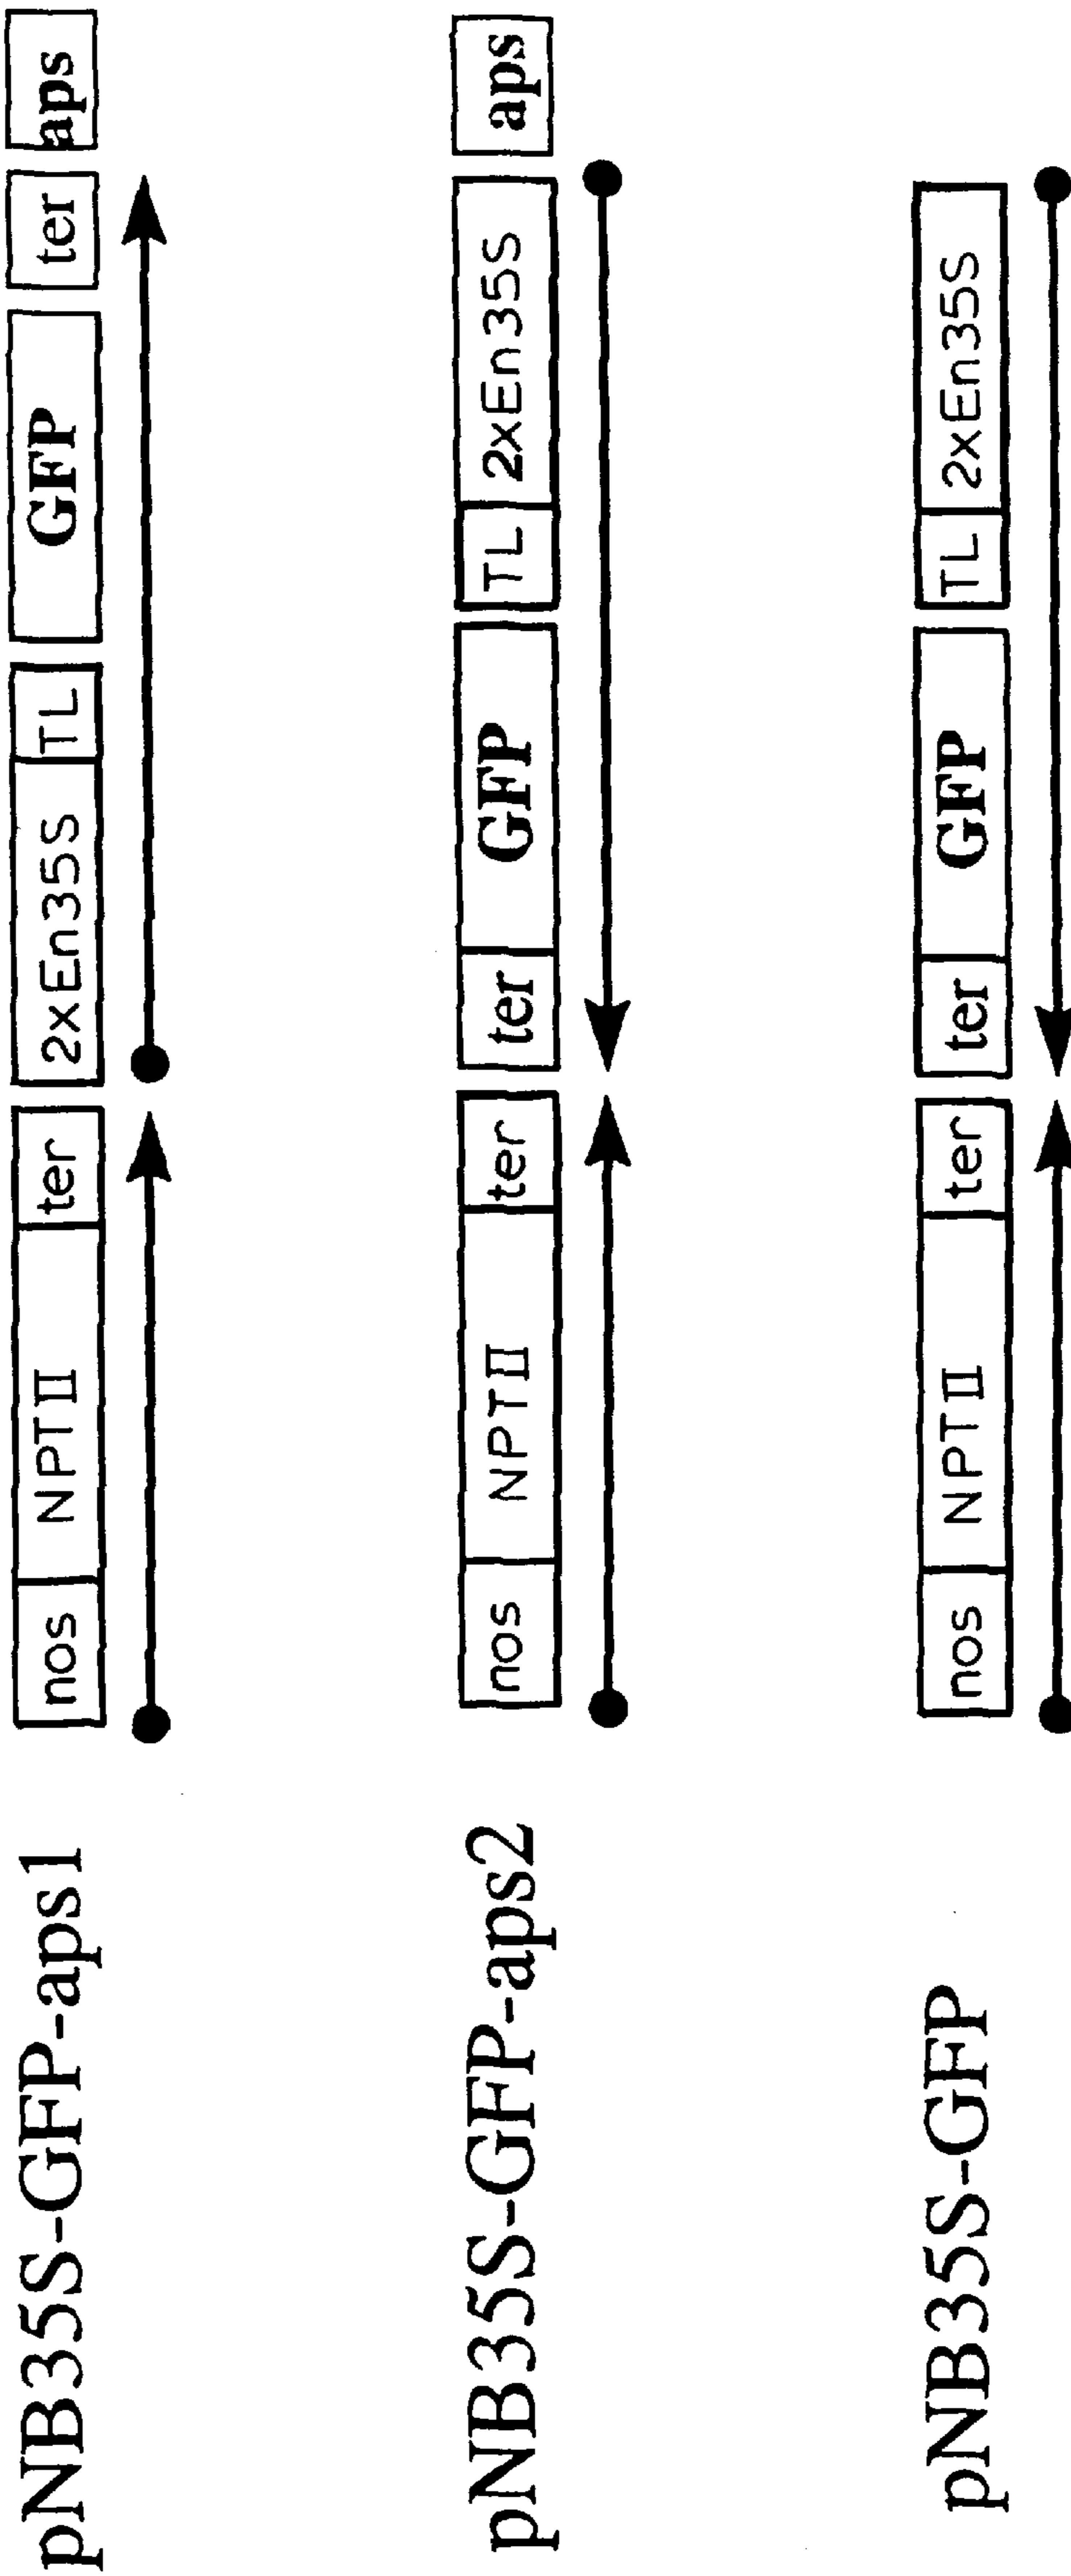 pNB35S-GFP-aps1 nos NPTII ter 2xEn35S TL GFP ter aps
pNB35S-GFP-aps2 nos NPTII ter ter GFP TL 2xEn35S aps
pNB35S-GFP nos NPTII ter ter GFP TL 2xEn35S